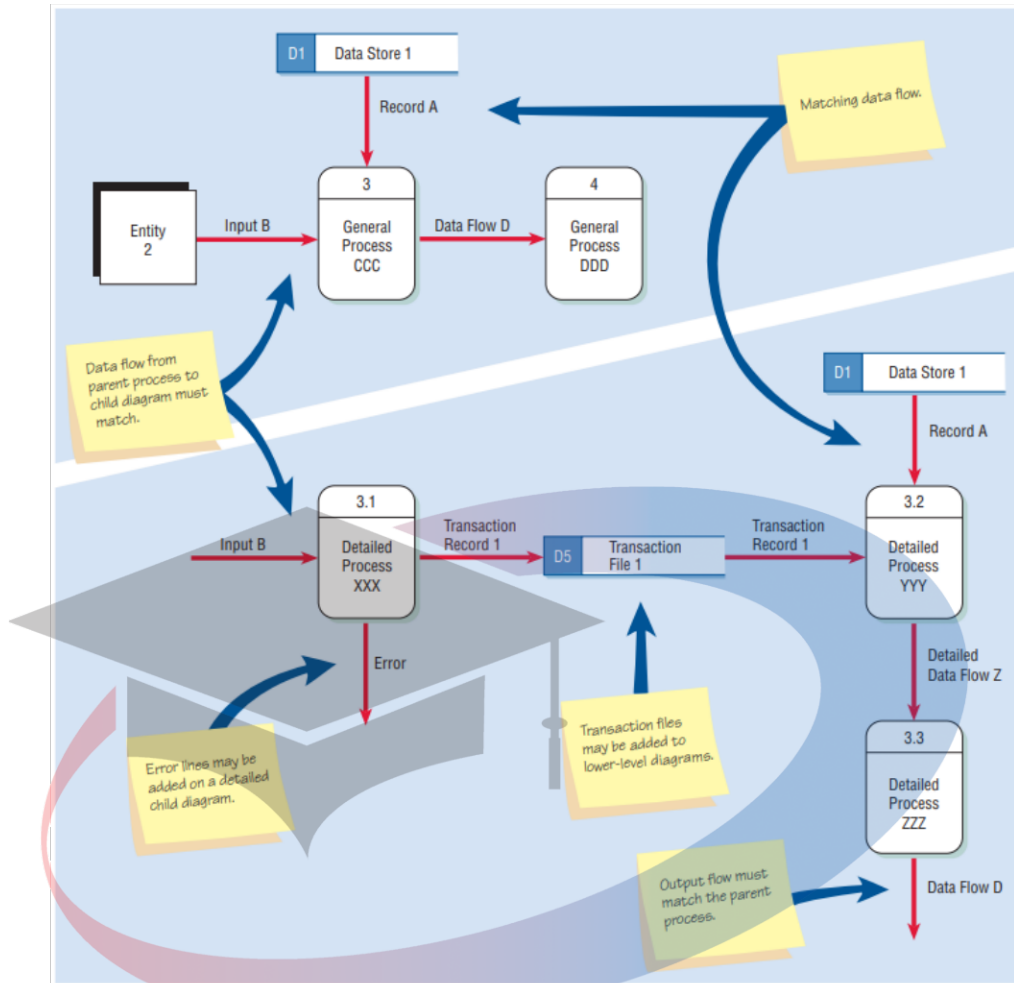 D1 Data Store 1
Record A
Matching data flow.
3
General
Process
CCC
4
General
Process
DDD
Entity
2
Input B
Data Flow D
Data flow from
parent process to
child diagram must
match.
D1 Data Store 1
Record A
3.1
Detailed
Process
XXX
Input B
Transaction
Record 1
D5 Transaction
File 1
Transaction
Record 1
3.2
Detailed
Process
YYY
Error
Detailed
Data Flow Z
Error lines may be
added on a detailed
child diagram.
Transaction files
may be added to
lower-level diagrams.
3.3
Detailed
Process
ZZZ
Output flow must
match the parent
process.
Data Flow D